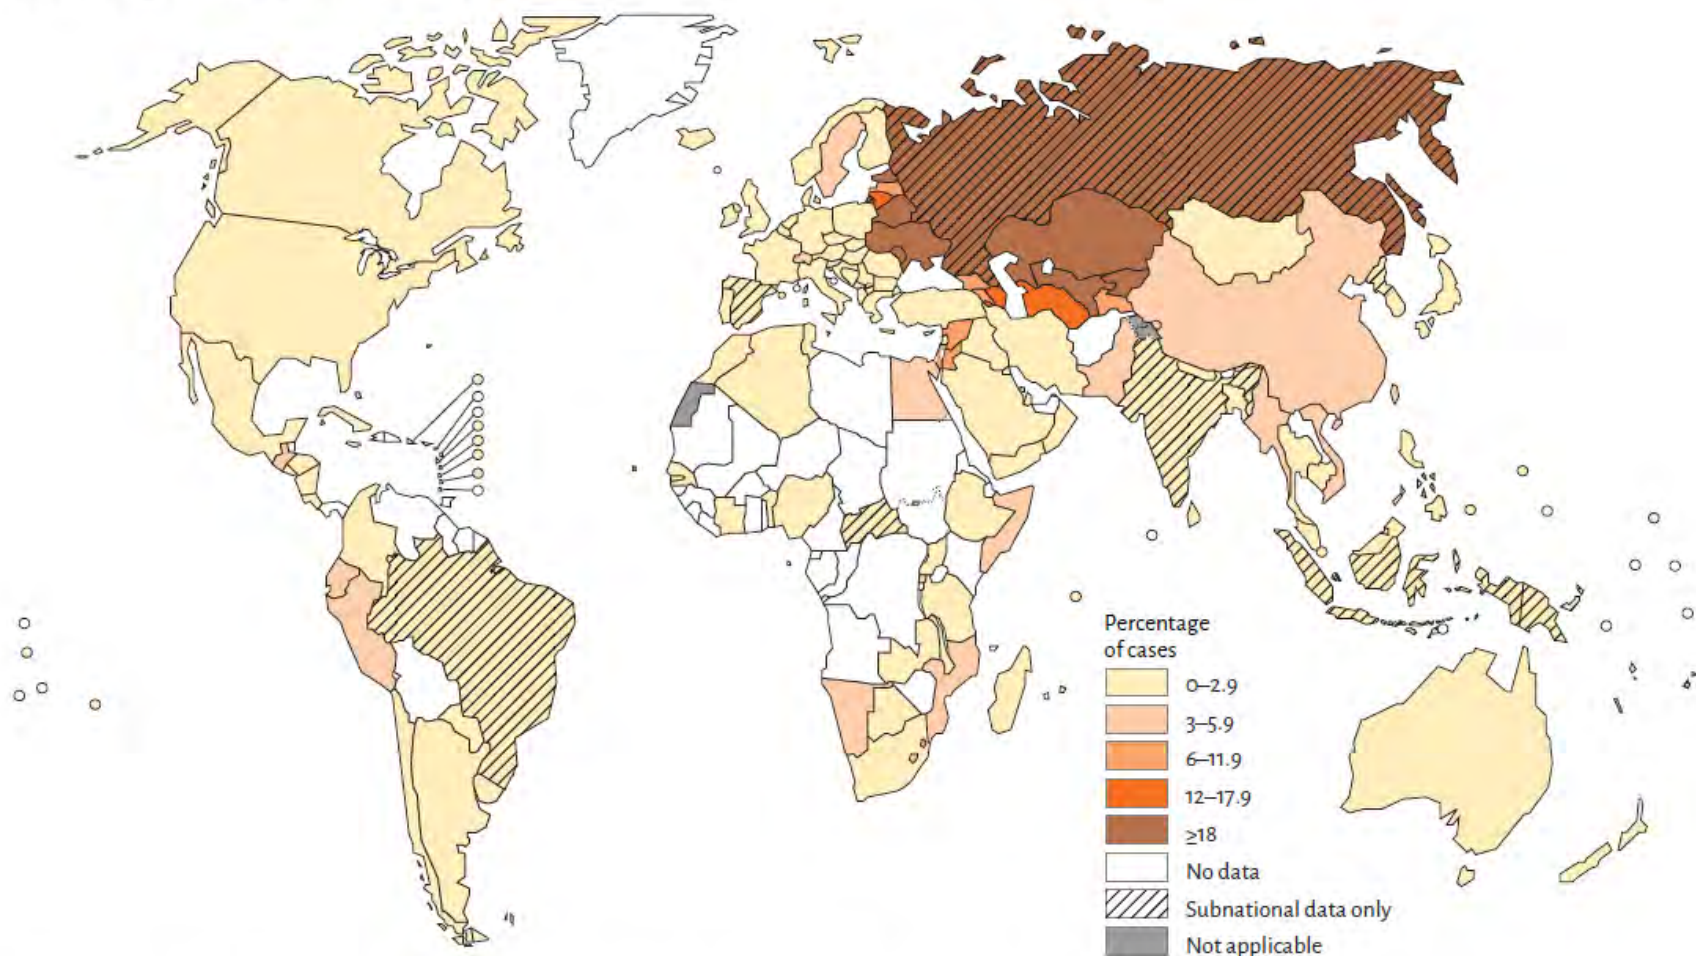 Percentage
of cases
0–2.9
3–5.9
6–11.9
12–17.9
≥18
No data
Subnational data only
Not applicable